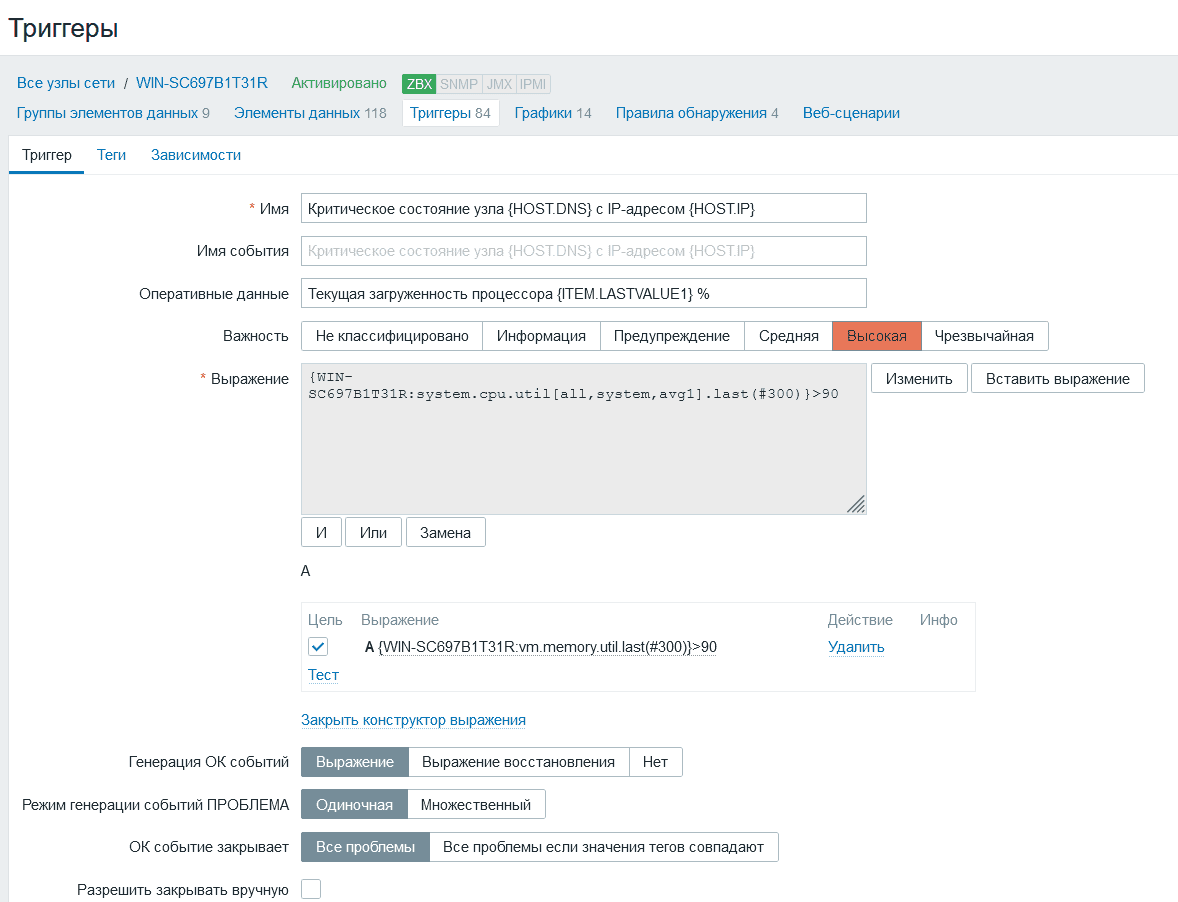 Триггеры
Все узлы сети / WIN-SC697B1T31R Активировано ZBX SNMP JMX IPMI
Группы элементов данных 9 Элементы данных 118 Триггеры 84 Графики 14 Правила обнаружения 4 Веб-сценарии
Триггер Теги Зависимости
* Имя Критическое состояние узла {HOST.DNS} с IP-адресом {HOST.IP}
Имя события Критическое состояние узла {HOST.DNS} с IP-адресом {HOST.IP}
Оперативные данные Текущая загруженность процессора {ITEM.LASTVALUE1} %
Важность Не классифицировано Информация Предупреждение Средняя Высокая Чрезвычайная
* Выражение {WIN- Изменить Вставить выражение
SC697B1T31R:system.cpu.util[all,system,avg1].last(#300)}>90
И Или Замена
A
Цель Выражение Действие Инфо
A {WIN-SC697B1T31R:vm.memory.util.last(#300)}>90 Удалить
Тест
Закрыть конструктор выражения
Генерация ОК событий Выражение Выражение восстановления Нет
Режим генерации событий ПРОБЛЕМА Одиночная Множественный
ОК событие закрывает Все проблемы Все проблемы если значения тегов совпадают
Разрешить закрывать вручную